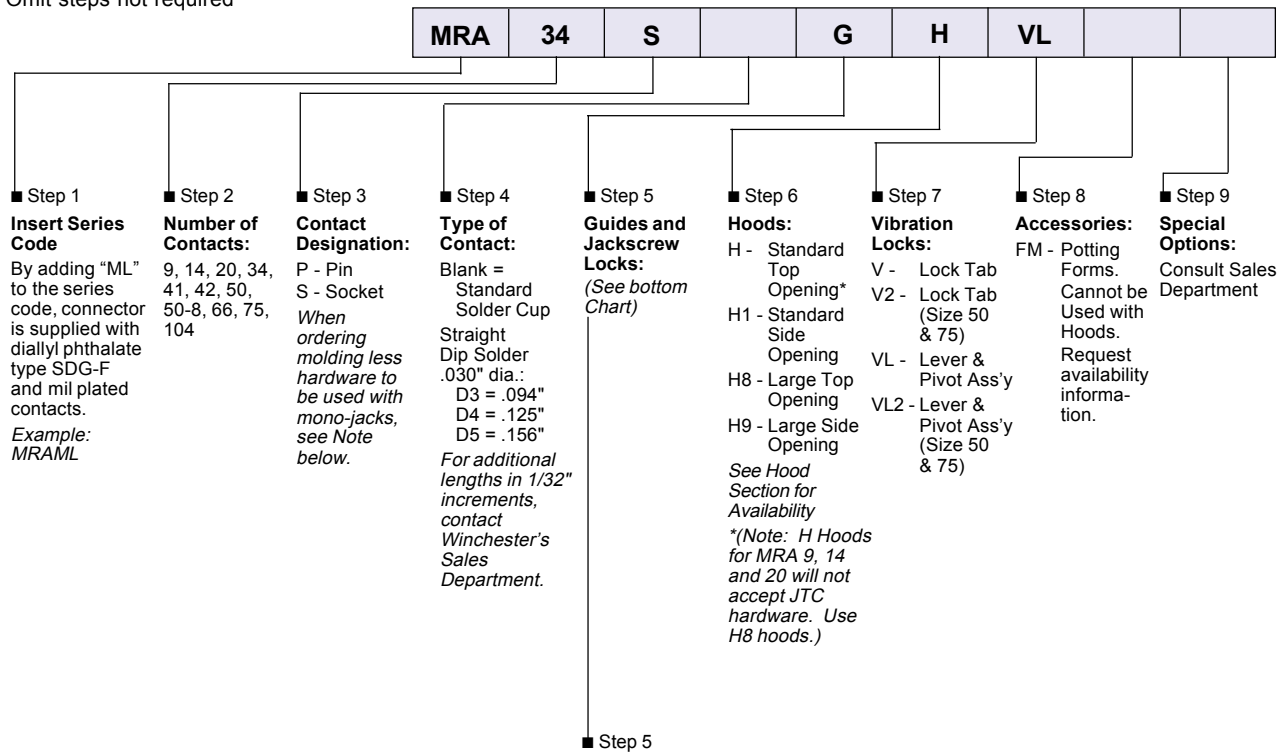 Omit steps not required
MRA 34 S G H VL
■ Step 1
Insert Series
Code
By adding "ML"
to the series
code, connector
is supplied with
diallyl phthalate
type SDG-F
and mil plated
contacts.
Example:
MRAML
■ Step 2
Number of
Contacts:
9, 14, 20, 34,
41, 42, 50,
50-8, 66, 75,
104
■ Step 3
Contact
Designation:
P - Pin
S - Socket
When
ordering
molding less
hardware to
be used with
mono-jacks,
see Note
below.
■ Step 4
Type of
Contact:
Blank =
Standard
Solder Cup
Straight
Dip Solder
.030" dia.:
D3 = .094"
D4 = .125"
D5 = .156"
For additional
lengths in 1/32"
increments,
contact
Winchester's
Sales
Department.
■ Step 5
Guides and
Jackscrew
Locks:
(See bottom
Chart)
■ Step 6
Hoods:
H - Standard
Top
Opening*
H1 - Standard
Side
Opening
H8 - Large Top
Opening
H9 - Large Side
Opening
See Hood
Section for
Availability
*(Note: H Hoods
for MRA 9, 14
and 20 will not
accept JTC
hardware. Use
H8 hoods.)
■ Step 7
Vibration
Locks:
V - Lock Tab
V2 - Lock Tab
(Size 50
& 75)
VL - Lever &
Pivot Ass'y
VL2 - Lever &
Pivot Ass'y
(Size 50
& 75)
■ Step 8
Accessories:
FM - Potting
Forms.
Cannot be
Used with
Hoods.
Request
availability
informa-
tion.
■ Step 9
Special
Options:
Consult Sales
Department
■ Step 5